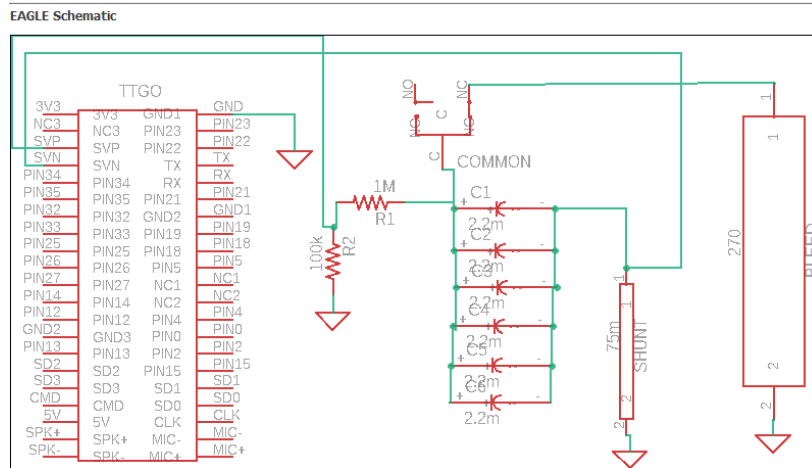 EAGLE Schematic
TTGO
3V3 3V3 GND1 GND
NC3 NC3 PIN23 PIN23
SVP SVP PIN22 PIN22
SVN SVN TX TX
PIN34 PIN34 RX RX
PIN35 PIN35 PIN21 PIN21
PIN32 PIN32 GND2 GND1
PIN33 PIN33 PIN19 PIN19
PIN25 PIN25 PIN18 PIN18
PIN26 PIN26 PIN5 PIN5
PIN27 PIN27 NC1 NC1
PIN14 PIN14 NC2 NC2
PIN12 PIN12 PIN4 PIN4
GND2 GND3 PIN0 PIN0
PIN13 PIN13 PIN2 PIN2
SD2 SD2 PIN15 PIN15
SD3 SD3 SD1 SD1
CMD CMD SD0 SD0
5V 5V CLK CLK
SPK+ SPK+ MIC- MIC-
SPK- SPK- MIC+ MIC+
1M
R1
100k
R2
NO
NC
C
NC
NC
C
COMMON
+ C1 -
2.2m
+ C2 -
2.2m
+ C3 -
2.2m
+ C4 -
2.2m
+ C5 -
2.2m
+ C6 -
2.2m
1
1
75m
SHUNT
2
2
1
1
270
BLEED
2
2